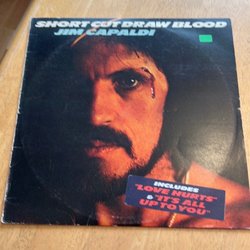 SHORT CUT DRAW BLOOD
JIM CAPALDI
INCLUDES
"LOVE HURTS"
& "IT'S ALL
UP TO YOU"